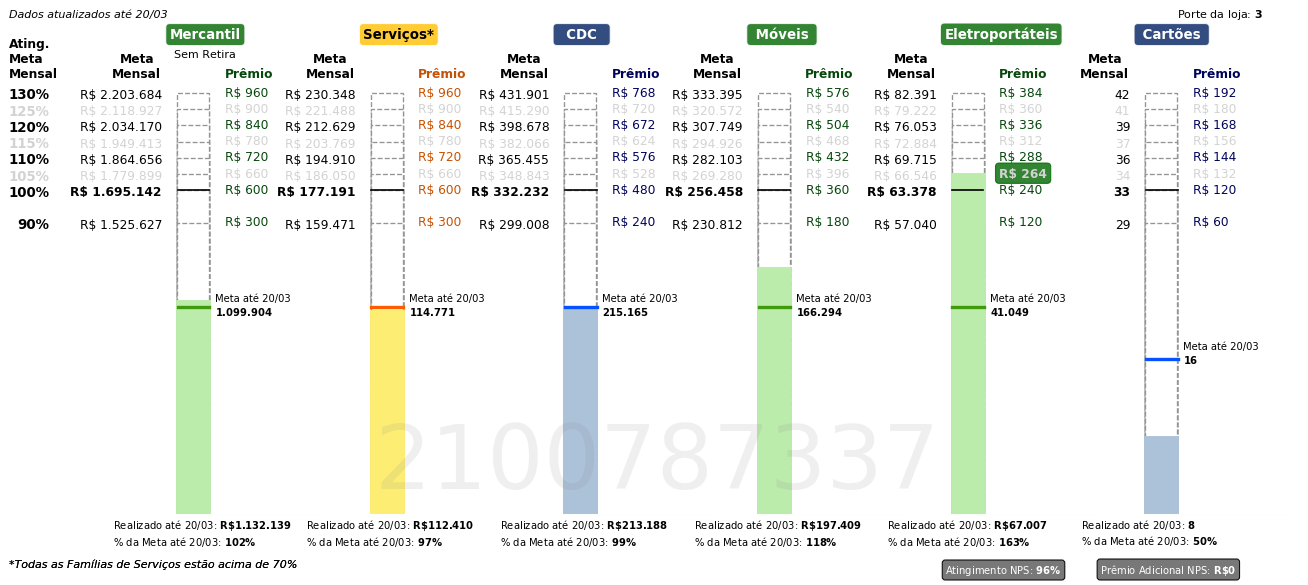 Dados atualizados até 20/03
Porte da loja: 3
Mercantil Serviços* CDC Móveis Eletroportáteis Cartões
Sem Retira
Ating. Meta Mensal
Meta Mensal Prêmio Meta Mensal Prêmio Meta Mensal Prêmio Meta Mensal Prêmio Meta Mensal Prêmio Meta Mensal Prêmio
130% R$ 2.203.684 R$ 960 R$ 230.348 R$ 960 R$ 431.901 R$ 768 R$ 333.395 R$ 576 R$ 82.391 R$ 384 42 R$ 192
125% R$ 2.118.927 R$ 900 R$ 221.488 R$ 900 R$ 415.290 R$ 720 R$ 320.572 R$ 540 R$ 79.222 R$ 360 41 R$ 180
120% R$ 2.034.170 R$ 840 R$ 212.629 R$ 840 R$ 398.678 R$ 672 R$ 307.749 R$ 504 R$ 76.053 R$ 336 39 R$ 168
115% R$ 1.949.413 R$ 780 R$ 203.769 R$ 780 R$ 382.066 R$ 624 R$ 294.926 R$ 468 R$ 72.884 R$ 312 37 R$ 156
110% R$ 1.864.656 R$ 720 R$ 194.910 R$ 720 R$ 365.455 R$ 576 R$ 282.103 R$ 432 R$ 69.715 R$ 288 36 R$ 144
105% R$ 1.779.899 R$ 660 R$ 186.050 R$ 660 R$ 348.843 R$ 528 R$ 269.280 R$ 396 R$ 66.546 R$ 264 34 R$ 132
100% R$ 1.695.142 R$ 600 R$ 177.191 R$ 600 R$ 332.232 R$ 480 R$ 256.458 R$ 360 R$ 63.378 R$ 240 33 R$ 120
90% R$ 1.525.627 R$ 300 R$ 159.471 R$ 300 R$ 299.008 R$ 240 R$ 230.812 R$ 180 R$ 57.040 R$ 120 29 R$ 60
Meta até 20/03 Meta até 20/03 Meta até 20/03 Meta até 20/03 Meta até 20/03
1.099.904 114.771 215.165 166.294 41.049
Meta até 20/03
16
2100787337
Realizado até 20/03: R$1.132.139 Realizado até 20/03: R$112.410 Realizado até 20/03: R$213.188 Realizado até 20/03: R$197.409 Realizado até 20/03: R$67.007 Realizado até 20/03: 8
% da Meta até 20/03: 102% % da Meta até 20/03: 97% % da Meta até 20/03: 99% % da Meta até 20/03: 118% % da Meta até 20/03: 163% % da Meta até 20/03: 50%
*Todas as Famílias de Serviços estão acima de 70%
Atingimento NPS: 96% Prêmio Adicional NPS: R$0